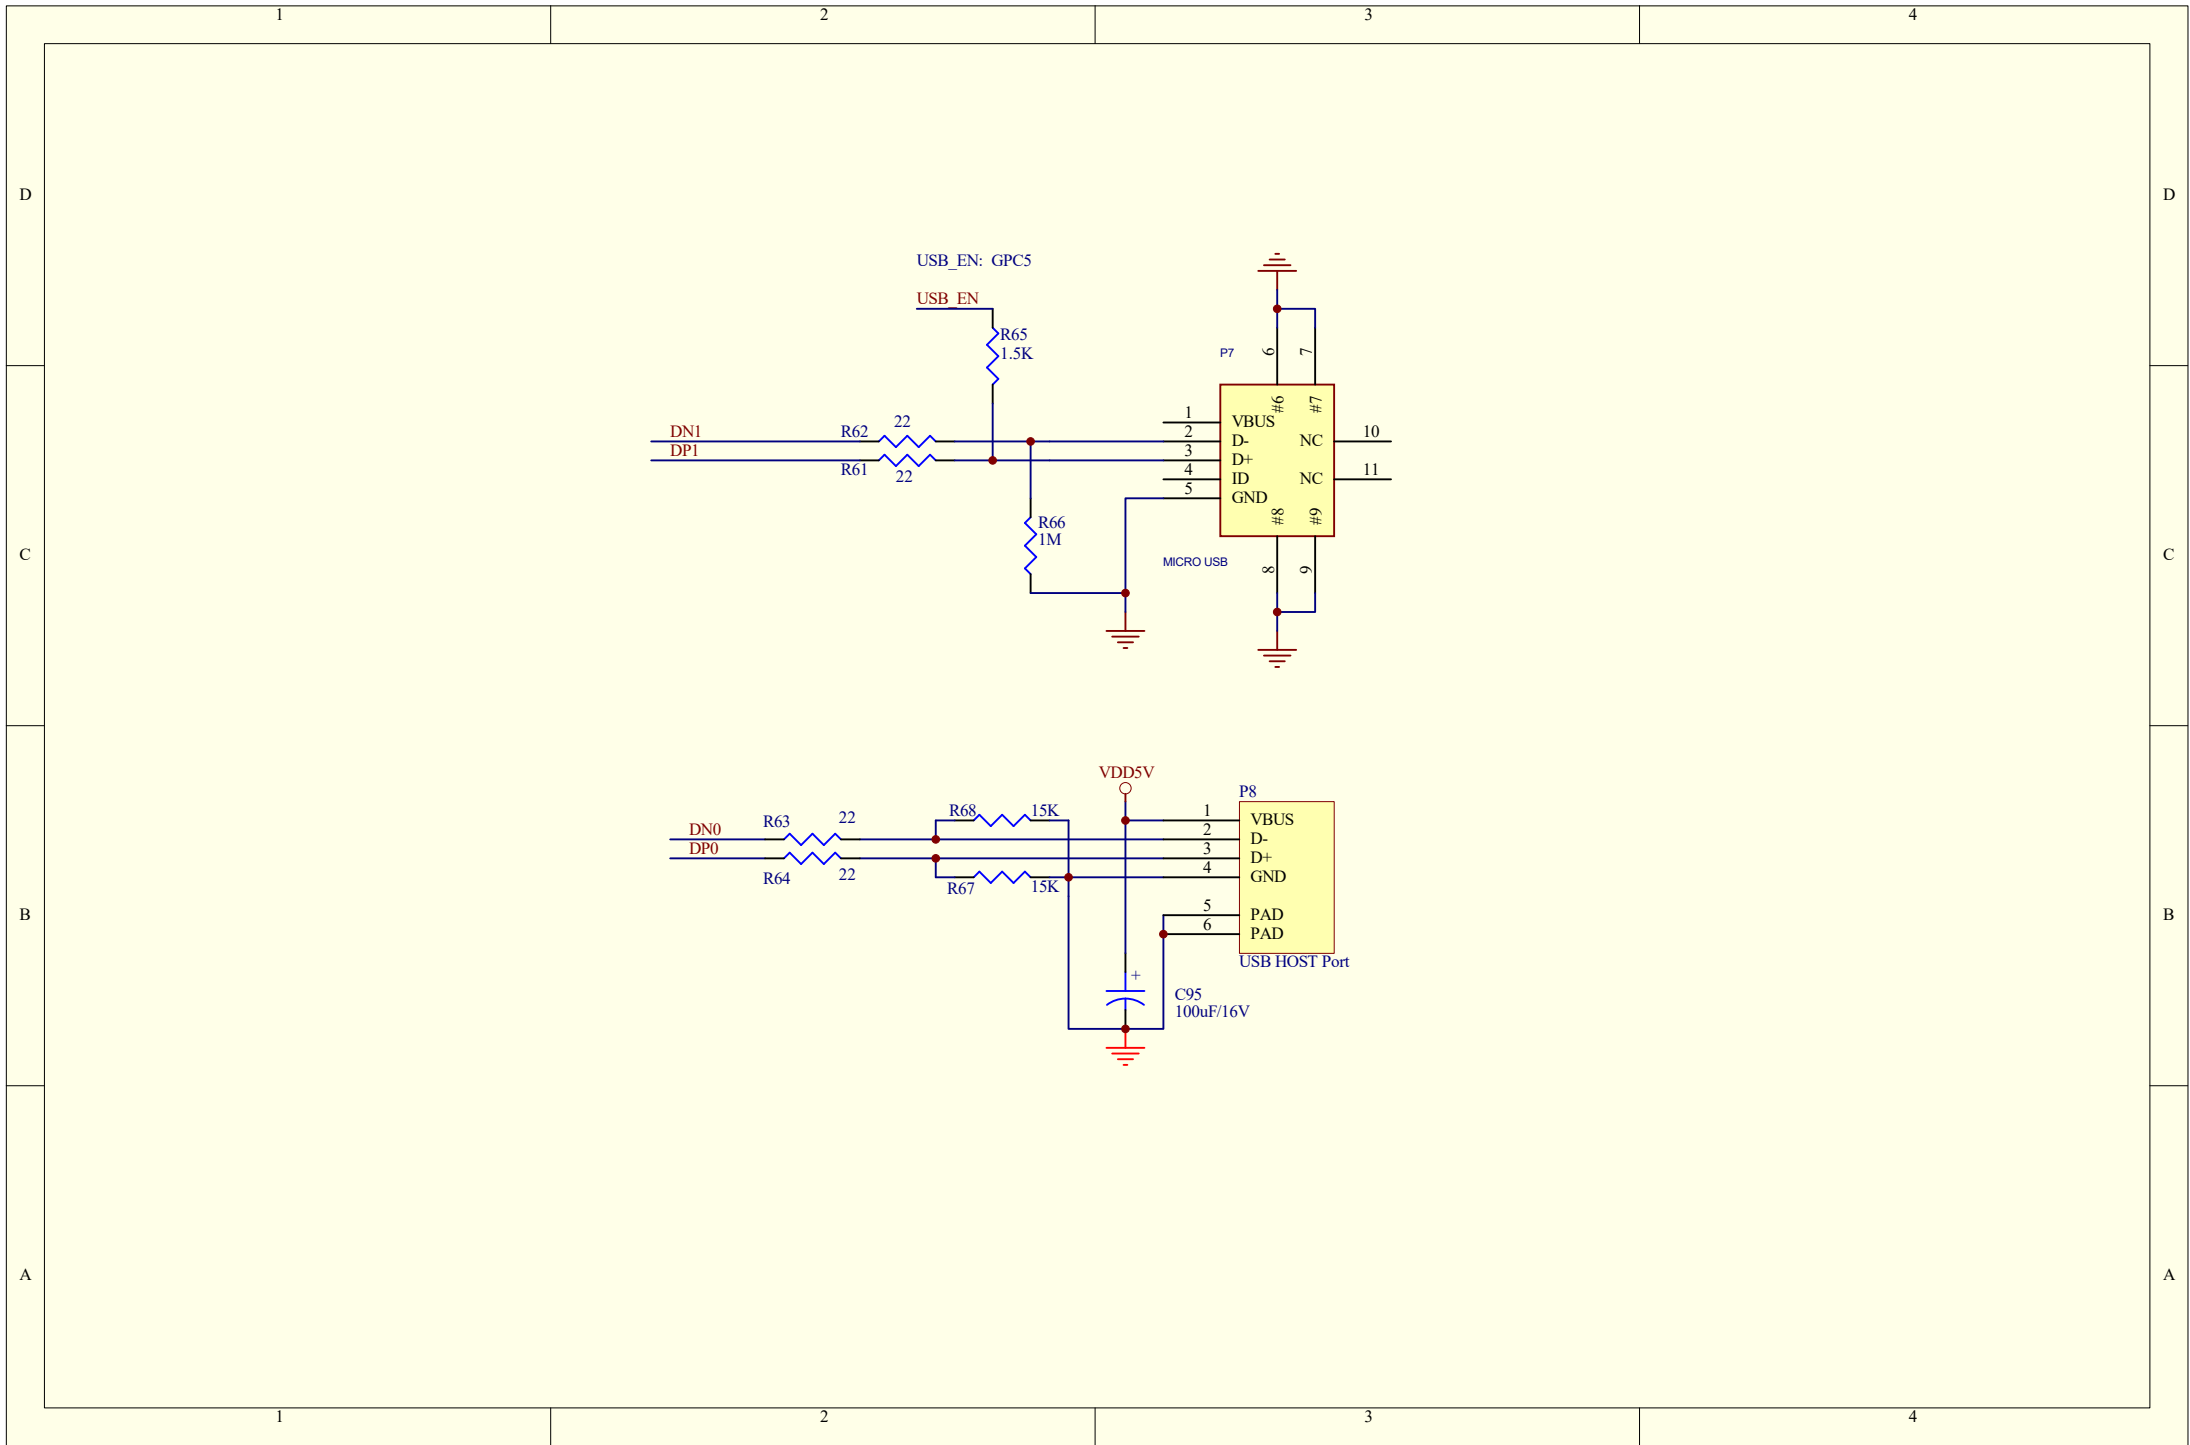 1 2 3 4
D D
USB_EN: GPC5
USB_EN
R65
1.5K
P7
6 7
#6 #7
1 VBUS
DN1 R62 22 2 D- NC 10
DP1 R61 22 3 D+
4 ID NC 11
5 GND
#8 #9
R66
1M
C C
MICRO USB
8 9
VDD5V
P8
R68 15K 1 VBUS
DN0 R63 22 2 D-
DP0 3 D+
R64 22 R67 15K 4 GND
5 PAD
B B
6 PAD
USB HOST Port
+
C95
100uF/16V
A A
1 2 3 4